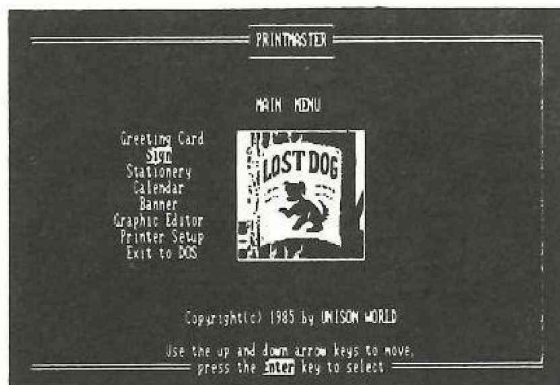 PRINTMASTER
MAIN MENU
Greeting Card
Sign
Stationery
Calendar
Banner
Graphic Editor
Printer Setup
Exit to DOS
LOST DOG
Copyright(c) 1985 by UNISON WORLD
Use the up and down arrow keys to move,
press the Enter key to select